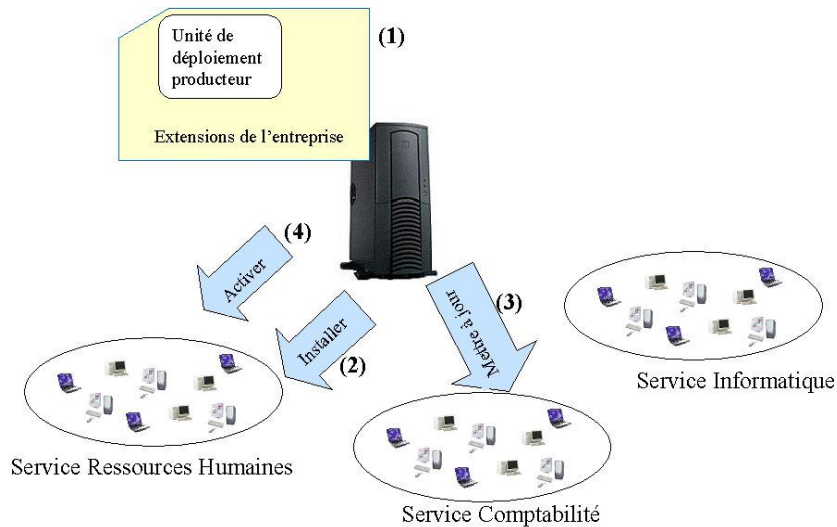 Unité de
déploiement
producteur
(1)
Extensions de l'entreprise
(4)
Activer
Installer
(2)
Mettre à jour
(3)
Service Informatique
Service Ressources Humaines
Service Comptabilité